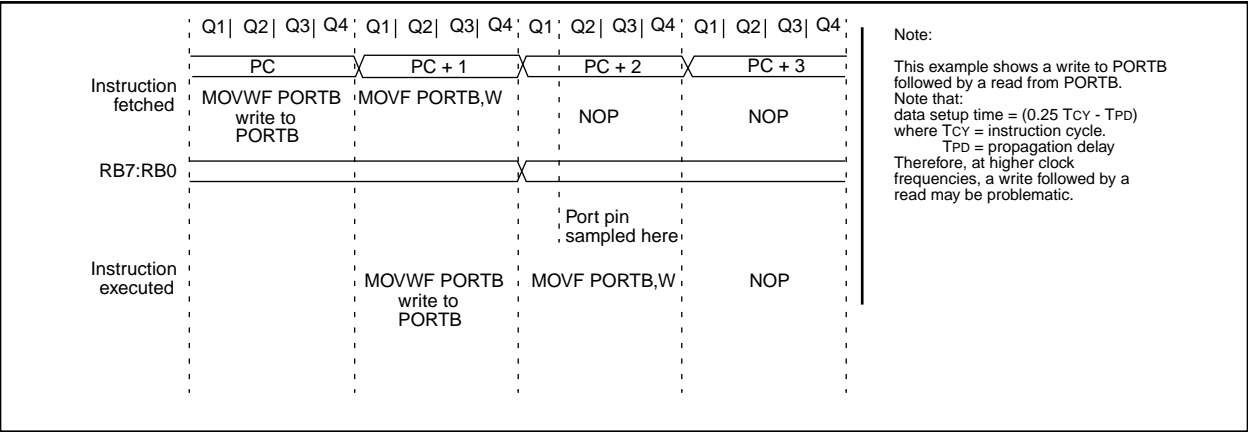 Q1| Q2| Q3| Q4 Q1| Q2| Q3| Q4 Q1 Q2| Q3| Q4 Q1| Q2| Q3| Q4
PC PC + 1 PC + 2 PC + 3
Instruction
fetched
MOVWF PORTB
write to
PORTB
MOVF PORTB,W
NOP
NOP
RB7:RB0
Port pin
sampled here
Instruction
executed
MOVWF PORTB
write to
PORTB
MOVF PORTB,W
NOP
Note:
This example shows a write to PORTB
followed by a read from PORTB.
Note that:
data setup time = (0.25 TCY - TPD)
where TCY = instruction cycle.
TPD = propagation delay
Therefore, at higher clock
frequencies, a write followed by a
read may be problematic.